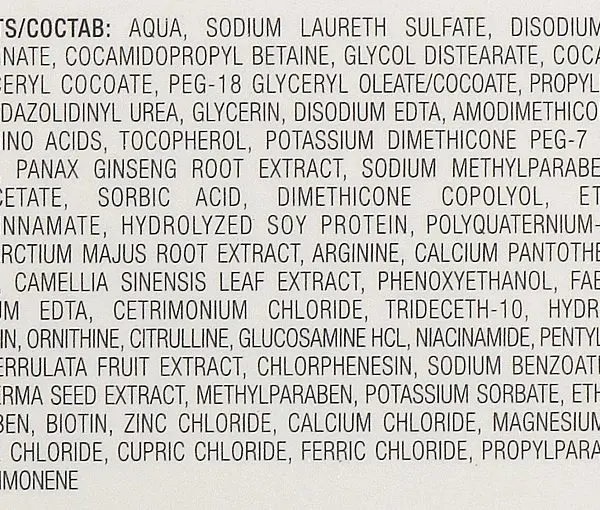 TS/СОСТАВ: AQUA, SODIUM LAURETH SULFATE, DISODIUM
GNATE, COCAMIDOPROPYL BETAINE, GLYCOL DISTEARATE, COCA
CERYL COCOATE, PEG-18 GLYCERYL OLEATE/COCOATE, PROPYL
DAZOLIDINYL UREA, GLYCERIN, DISODIUM EDTA, AMODIMETHICO
INO ACIDS, TOCOPHEROL, POTASSIUM DIMETHICONE PEG-7
, PANAX GINSENG ROOT EXTRACT, SODIUM METHYLPARABE
CETATE, SORBIC ACID, DIMETHICONE COPOLYOL, ET
NNAMATE, HYDROLYZED SOY PROTEIN, POLYQUATERNIUM-
RCTIUM MAJUS ROOT EXTRACT, ARGININE, CALCIUM PANTOTHE
, CAMELLIA SINENSIS LEAF EXTRACT, PHENOXYETHANOL, FAE
UM EDTA, CETRIMONIUM CHLORIDE, TRIDECETH-10, HYDR
IN, ORNITHINE, CITRULLINE, GLUCOSAMINE HCL, NIACINAMIDE, PENTYL
ERRULATA FRUIT EXTRACT, CHLORPHENESIN, SODIUM BENZOATE
ERMA SEED EXTRACT, METHYLPARABEN, POTASSIUM SORBATE, ETH
BEN, BIOTIN, ZINC CHLORIDE, CALCIUM CHLORIDE, MAGNESIUM
CHLORIDE, CUPRIC CHLORIDE, FERRIC CHLORIDE, PROPYLPARA
IMONENE